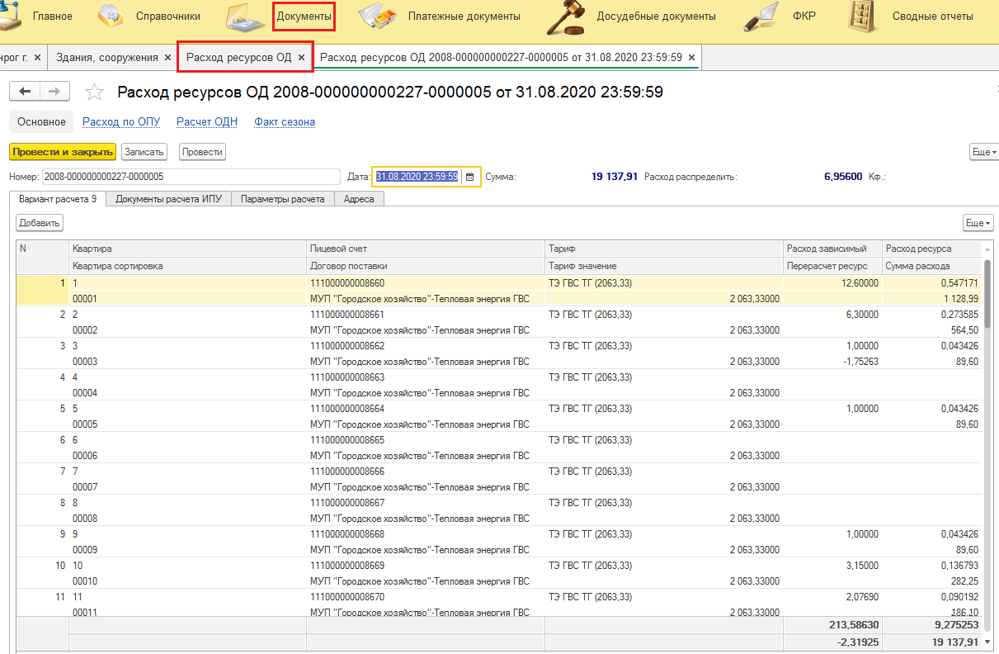 Главное Справочники Документы Платежные документы Досудебные документы ФКР Сводные отчеты
нрог г. × Здания, сооружения × Расход ресурсов ОД × Расход ресурсов ОД 2008-000000000227-0000005 от 31.08.2020 23:59:59 ×
Расход ресурсов ОД 2008-000000000227-0000005 от 31.08.2020 23:59:59
Основное Расход по ОПУ Расчет ОДН Факт сезона
Провести и закрыть Записать Провести Еще
Номер: 2008-000000000227-0000005 Дата: 31.08.2020 23:59:59 Сумма: 19 137,91 Расход распределить: 6,95600 Кф.:
Вариант расчета 9 Документы расчета ИПУ Параметры расчета Адреса
Добавить Еще
N Квартира Лицевой счет Тариф Расход зависимый Расход ресурса
Квартира сортировка Договор поставки Тариф значение Перерасчет ресурс Сумма расхода
1 1 111000000008660 ТЭ ГВС ТГ (2063,33) 12,60000 0,547171
00001 МУП "Городское хозяйство"-Тепловая энергия ГВС 2 063,33000 1 128,99
2 2 111000000008661 ТЭ ГВС ТГ (2063,33) 6,30000 0,273585
00002 МУП "Городское хозяйство"-Тепловая энергия ГВС 2 063,33000 564,50
3 3 111000000008662 ТЭ ГВС ТГ (2063,33) 1,00000 0,043426
00003 МУП "Городское хозяйство"-Тепловая энергия ГВС 2 063,33000 -1,75263 89,60
4 4 111000000008663 ТЭ ГВС ТГ (2063,33)
00004 МУП "Городское хозяйство"-Тепловая энергия ГВС 2 063,33000
5 5 111000000008664 ТЭ ГВС ТГ (2063,33) 1,00000 0,043426
00005 МУП "Городское хозяйство"-Тепловая энергия ГВС 2 063,33000 89,60
6 6 111000000008665 ТЭ ГВС ТГ (2063,33)
00006 МУП "Городское хозяйство"-Тепловая энергия ГВС 2 063,33000
7 7 111000000008666 ТЭ ГВС ТГ (2063,33)
00007 МУП "Городское хозяйство"-Тепловая энергия ГВС 2 063,33000
8 8 111000000008667 ТЭ ГВС ТГ (2063,33)
00008 МУП "Городское хозяйство"-Тепловая энергия ГВС 2 063,33000
9 9 111000000008668 ТЭ ГВС ТГ (2063,33) 1,00000 0,043426
00009 МУП "Городское хозяйство"-Тепловая энергия ГВС 2 063,33000 89,60
10 10 111000000008669 ТЭ ГВС ТГ (2063,33) 3,15000 0,136793
00010 МУП "Городское хозяйство"-Тепловая энергия ГВС 2 063,33000 282,25
11 11 111000000008670 ТЭ ГВС ТГ (2063,33) 2,07690 0,090192
00011 МУП "Городское хозяйство"-Тепловая энергия ГВС 2 063,33000 186,10
213,58630 9,275253
-2,31925 19 137,91